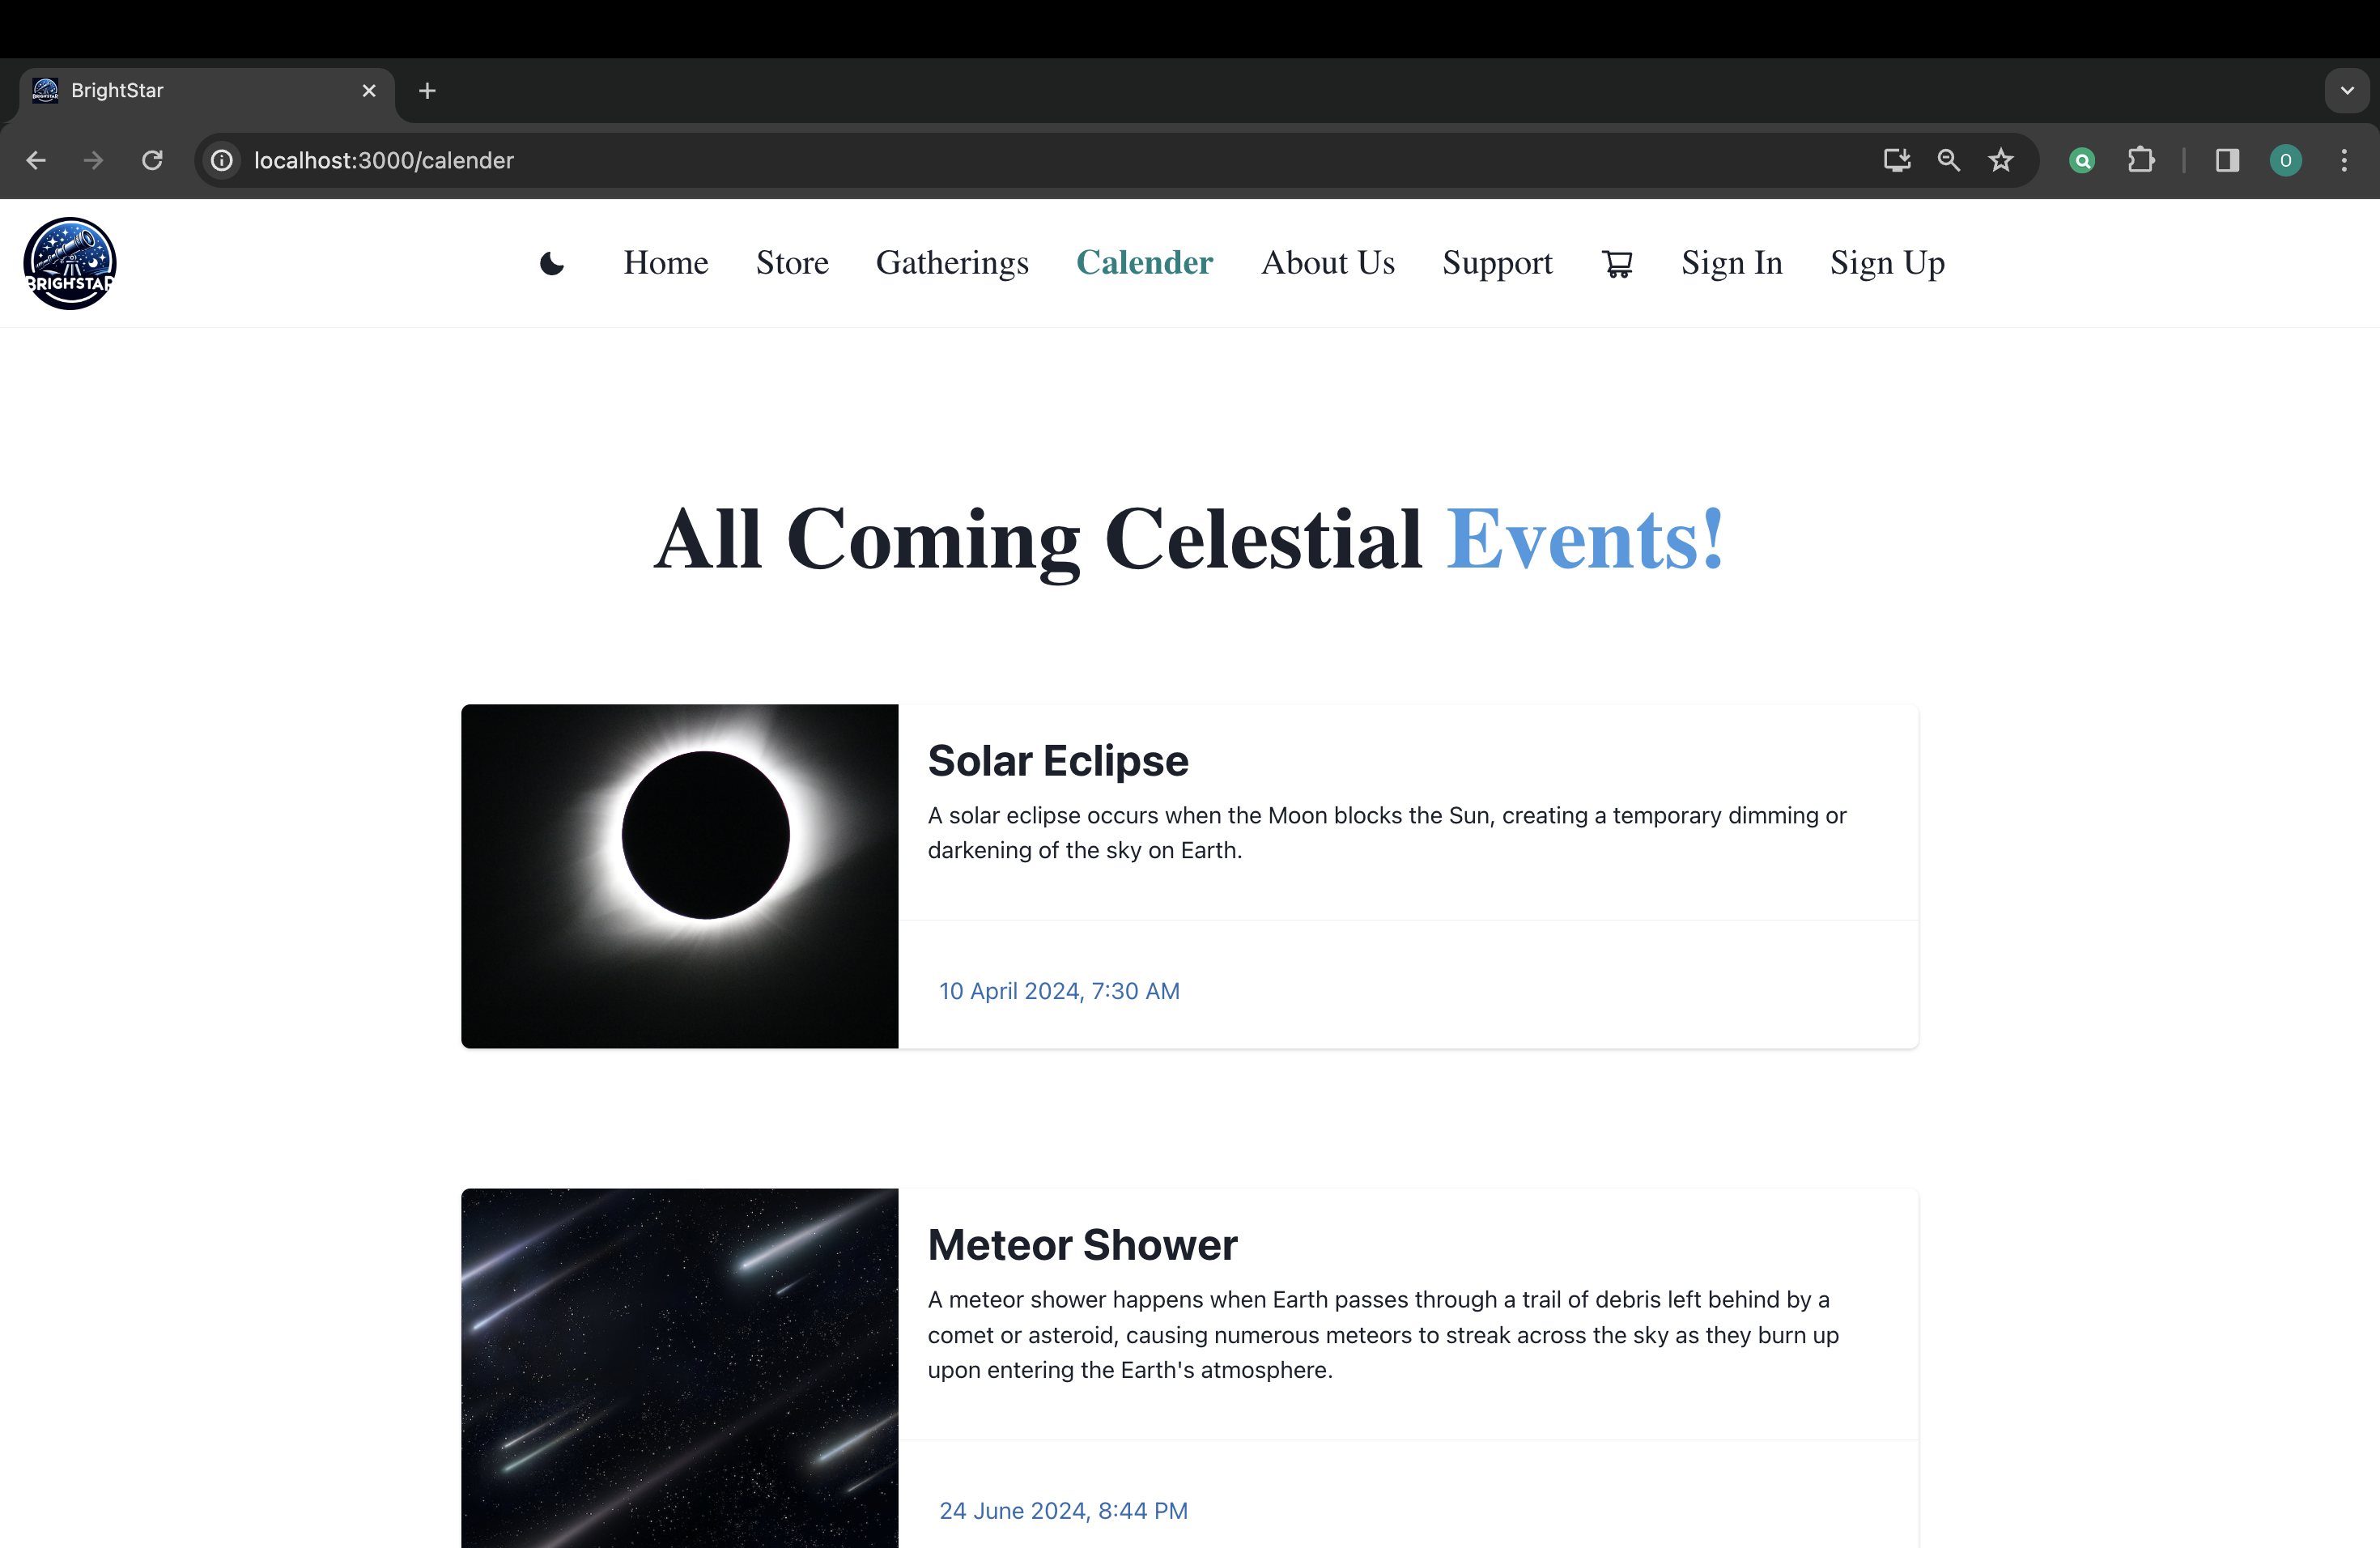 BrightStar
localhost:3000/calender
O
BRIGHSTAR
Home Store Gatherings Calender About Us Support Sign In Sign Up
All Coming Celestial Events!
Solar Eclipse
A solar eclipse occurs when the Moon blocks the Sun, creating a temporary dimming or
darkening of the sky on Earth.
10 April 2024, 7:30 AM
Meteor Shower
A meteor shower happens when Earth passes through a trail of debris left behind by a
comet or asteroid, causing numerous meteors to streak across the sky as they burn up
upon entering the Earth's atmosphere.
24 June 2024, 8:44 PM